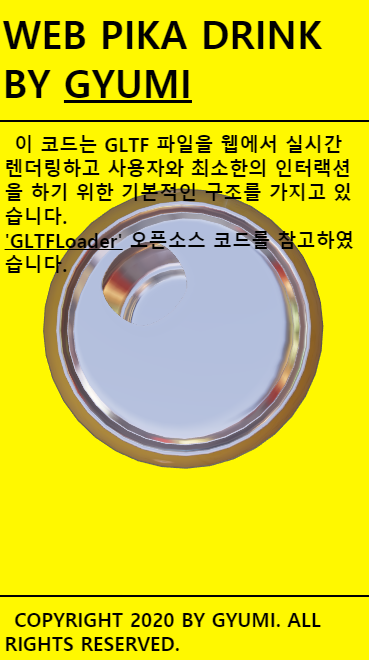 WEB PIKA DRINK
BY GYUMI
이 코드는 GLTF 파일을 웹에서 실시간
렌더링하고 사용자와 최소한의 인터랙션
을 하기 위한 기본적인 구조를 가지고 있
습니다.
'GLTFLoader' 오픈소스 코드를 참고하였
습니다.
COPYRIGHT 2020 BY GYUMI. ALL
RIGHTS RESERVED.